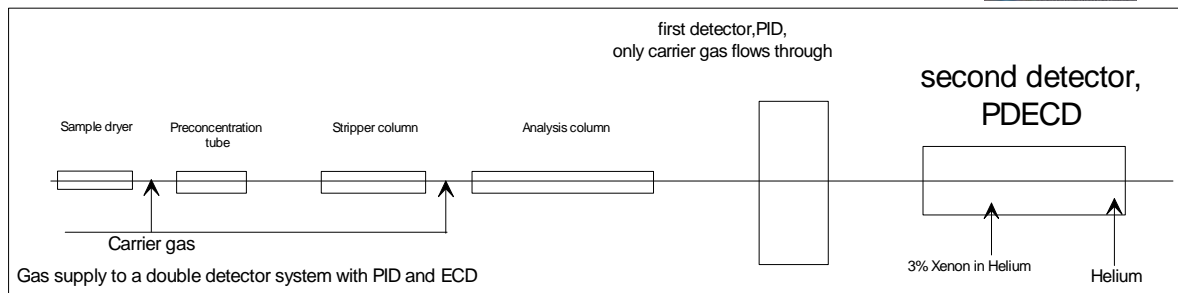 first detector,PID,
only carrier gas flows through
second detector,
PDECD
Sample dryer
Preconcentration
tube
Stripper column
Analysis column
Carrier gas
3% Xenon in Helium
Helium
Gas supply to a double detector system with PID and ECD